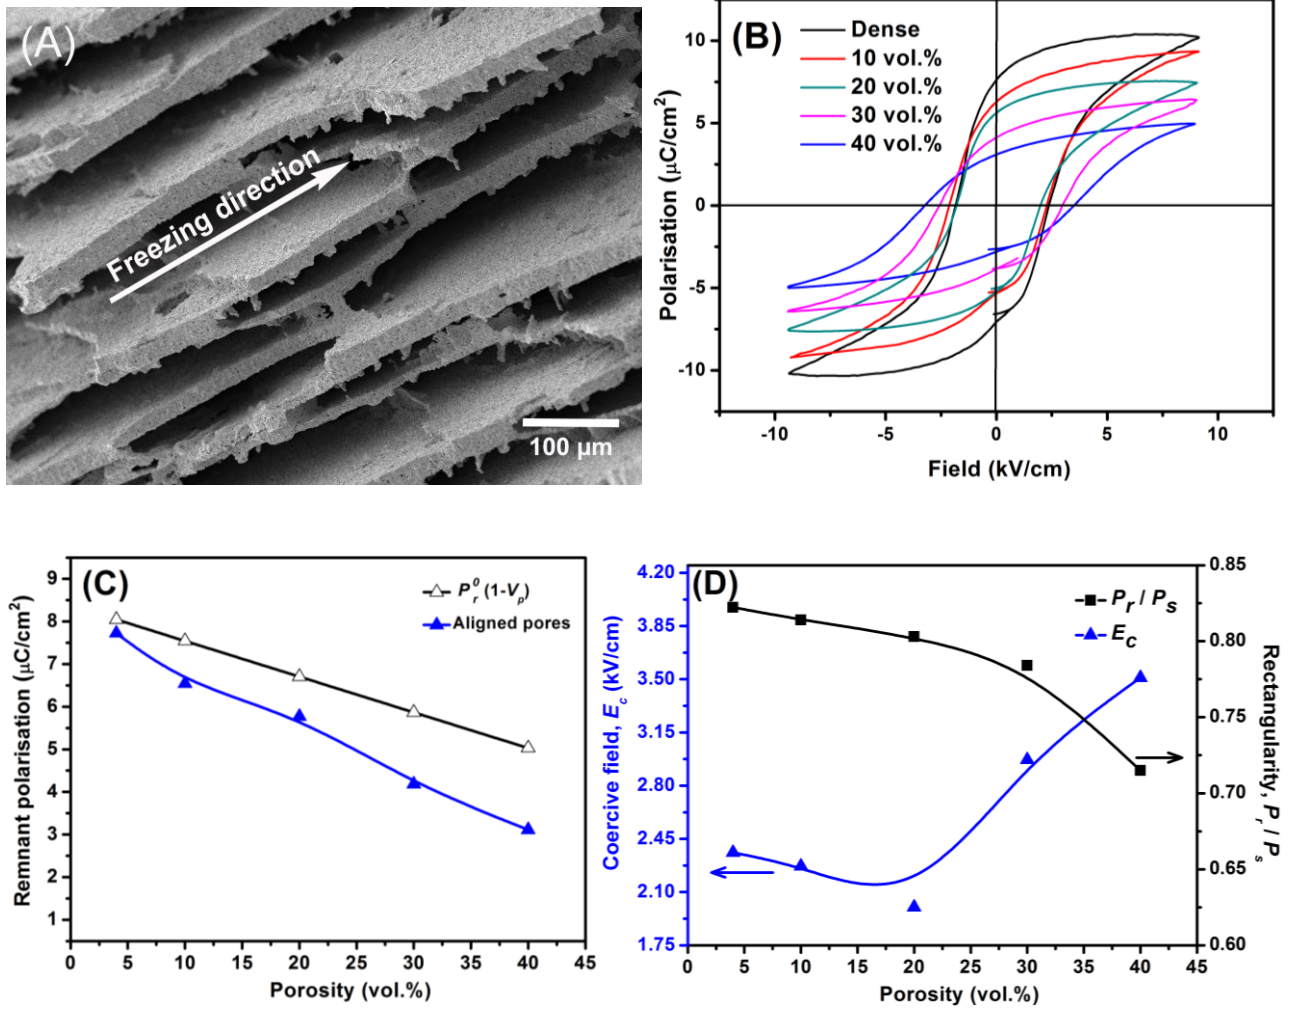 (A)
Freezing direction
100 μm
(B)
Dense
10 vol.%
20 vol.%
30 vol.%
40 vol.%
Polarisation (μC/cm²)
10
5
0
-5
-10
-10 -5 0 5 10
Field (kV/cm)
(C)
P_r^0 (1-V_p)
Aligned pores
Remnant polarisation (μC/cm²)
9
8
7
6
5
4
3
2
1
0 5 10 15 20 25 30 35 40 45
Porosity (vol.%)
(D)
P_r / P_s
E_C
Coercive field, E_c (kV/cm)
4.20
3.85
3.50
3.15
2.80
2.45
2.10
1.75
0.85
0.80
0.75
0.70
0.65
0.60
Rectangularity, P_r / P_s
0 5 10 15 20 25 30 35 40 45
Porosity (vol.%)